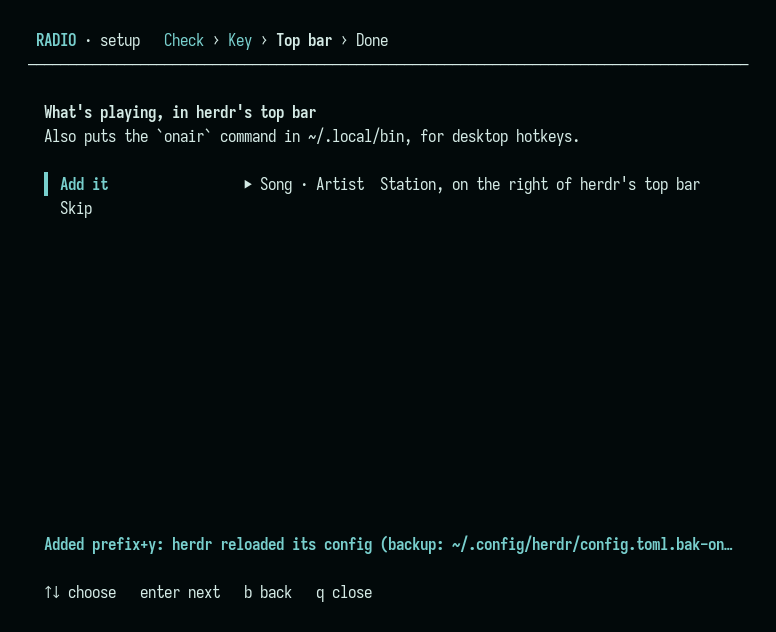 RADIO · setup   Check › Key › Top bar › Done
What's playing, in herdr's top bar
Also puts the `onair` command in ~/.local/bin, for desktop hotkeys.
Add it   ▶ Song · Artist  Station, on the right of herdr's top bar
Skip
Added prefix+y: herdr reloaded its config (backup: ~/.config/herdr/config.toml.bak-on…
↑↓ choose   enter next   b back   q close